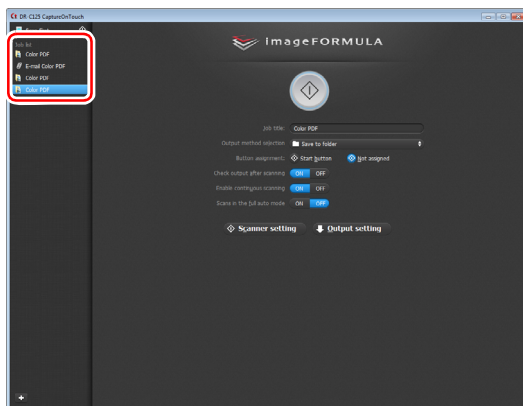 DR-C125 CaptureOnTouch
Job list
Color PDF
E-mail Color PDF
Color PDF
Color PDF
imageFORMULA
Job title: Color PDF
Output method selection Save to folder
Button assignment: Start button Not assigned
Check output after scanning ON OFF
Enable continuous scanning ON OFF
Scans in the full auto mode ON OFF
Scanner setting Output setting